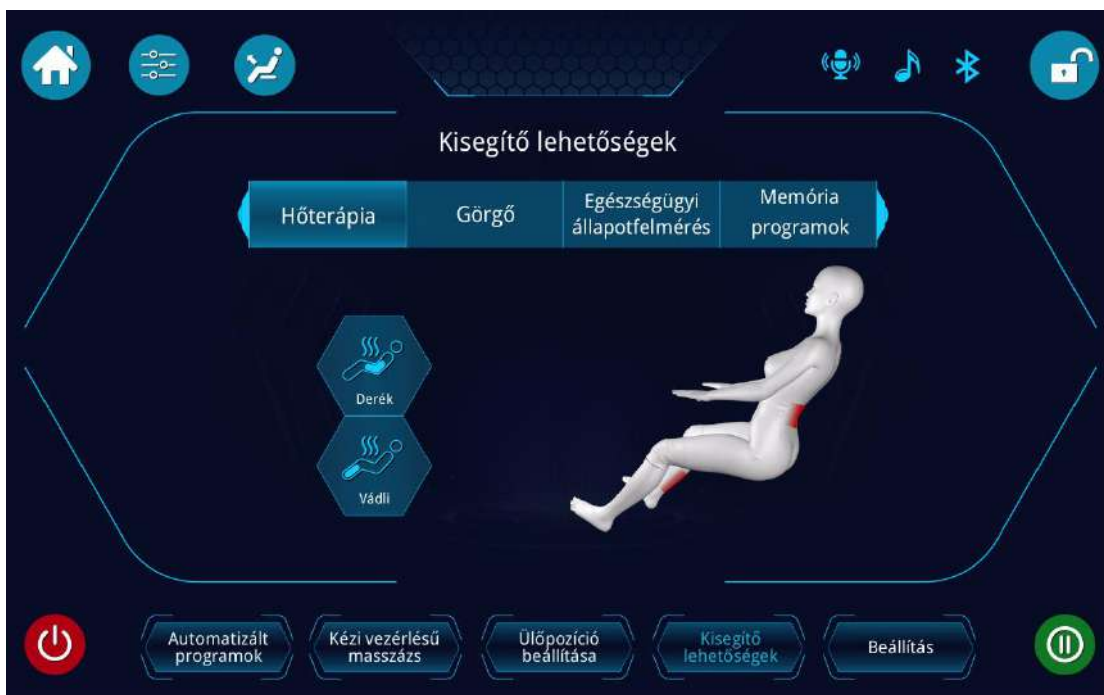 Kisegítő lehetőségek
Hőterápia
Görgő
Egészségügyi
állapotfelmérés
Memória
programok
Derék
Vádli
Automatizált
programok
Kézi vezérlésű
masszázs
Ülőpozíció
beállítása
Kisegítő
lehetőségek
Beállítás